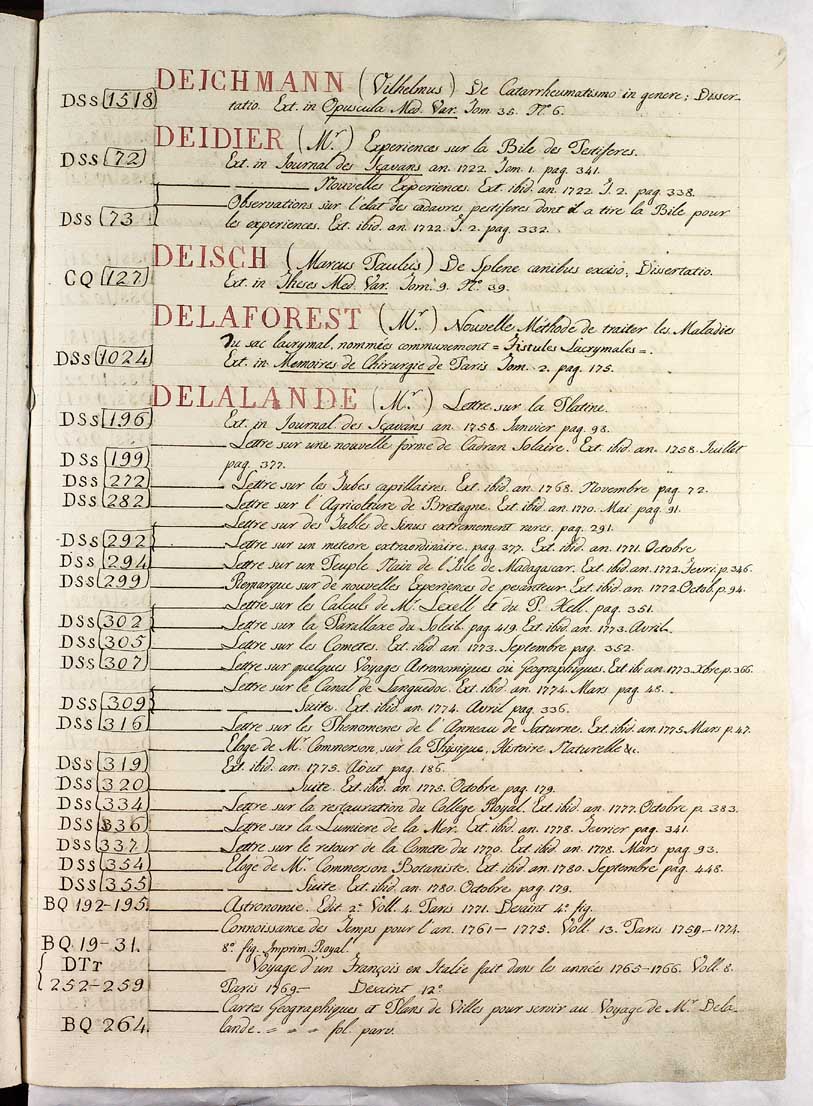 DEICHMANN (Vilhelmus) De Catarrheumatismo in genere; Disser-
DSs 1518 tatio. Ext. in Opuscula Med. Var. Tom 35. Nº 6.
DEIDIER (Mr.) Experiences sur la Bile des Pestiferes.
DSs 72 Ext. in Journal des Sçavans an. 1722. Tom. 1. pag. 341.
Nouvelles Experiences. Ext. ibid. an. 1722. T. 2. pag. 338.
Observations sur l'etat des cadavres pestiferes dont il a tire la Bile pour
DSs 73 les experiences. Ext. ibid. an. 1722. T. 2. pag. 332.
DEISCH (Marcus Paulus) De Splene canibus exciso; Dissertatio.
CQ 127 Ext. in Theses Med. Var. Tom. 9. Nº. 39.
DELAFOREST (Mr.) Nouvelle Méthode de traiter les Maladies
du sac lacrymal, nommées communement = Fistules Lacrymales =.
DSs 1024 Ext. in Memoires de Chirurgie de Paris Tom. 2. pag. 175.
DELALANDE (Mr.) Lettre sur la Platine.
DSs 196 Ext. in Journal des Sçavans an. 1758. Janvier pag. 98.
Lettre sur une nouvelle forme de Cadran Solaire. Ext. ibid. an. 1758. Juillet
DSs 199 pag. 377.
DSs 272 Lettre sur les Tubes capillaires. Ext. ibid. an. 1768. Novembre pag. 72.
DSs 282 Lettre sur l'Agricolture de Bretagne. Ext. ibid. an. 1770. Mai pag. 91.
Lettre sur des Tables de Sinus extremement rares. pag. 291.
DSs 292 Lettre sur un meteore extraordinaire. pag. 377. Ext. ibid. an. 1771. Octobre
DSs 294 Lettre sur un Peuple Nain de l'Isle de Madagascar. Ext. ibid. an. 1772. Fevri. p. 346.
DSs 299 Remarque sur de nouvelles Experiences de pesanteur. Ext. ibid. an. 1772. Octob. p. 94.
Lettre sur les Calculs de Mr. Lexell et du P. Hell. pag. 351.
DSs 302 Lettre sur la Parallaxe du Soleil. pag. 419. Ext. ibid. an. 1773. Avril.
DSs 305 Lettre sur les Cometes. Ext. ibid. an. 1773. Septembre pag. 352.
DSs 307 Lettre sur quelques Voyages Astronomiques ou Geographiques. Ext. ibi. an. 1773. Xbre p. 366.
Lettre sur le Canal de Languedoc. Ext. ibid. an. 1774. Mars pag. 48.
DSs 309 Suite. Ext. ibid. an. 1774. Avril pag. 336.
DSs 316 Lettre sur les Phenomenes de l'Anneau de Saturne. Ext. ibid. an. 1775. Mars p. 47.
Eloge de Mr. Commerson, sur la Physique, Histoire Naturelle &c.
DSs 319 Ext. ibid. an. 1775. Aout pag. 186.
DSs 320 Suite. Ext. ibid. an. 1775. Octobre pag. 179.
DSs 334 Lettre sur la restauration du College Royal. Ext. ibid. an. 1777. Octobre p. 383.
DSs 336 Lettre sur la Lumiere de la Mer. Ext. ibid. an. 1778. Fevrier pag. 341.
DSs 337 Lettre sur le retour de la Comete du 1770. Ext. ibid. an. 1778. Mars pag. 93.
DSs 354 Eloge de Mr. Commerson Botaniste. Ext. ibid. an. 1780. Septembre pag. 448.
DSs 355 Suite. Ext. ibid. an. 1780. Octobre pag. 179.
BQ 192-195. Astronomie. Edit. 2ª. Voll. 4. Paris 1771. Desaint 4º. fig.
Connoissance des Temps pour l'an. 1761-1775. Voll. 13. Paris 1759-1774.
BQ 19-31. 8º. fig. Imprim. Royal.
DTr Voyage d'un François en Italie fait dans les années 1765-1766. Voll. 8.
252-259 Paris 1769.- Desaint 12º
Cartes Geographiques et Plans de Villes pour servir au Voyage de Mr. Dela-
BQ 264. lande. = = = fol. parv.